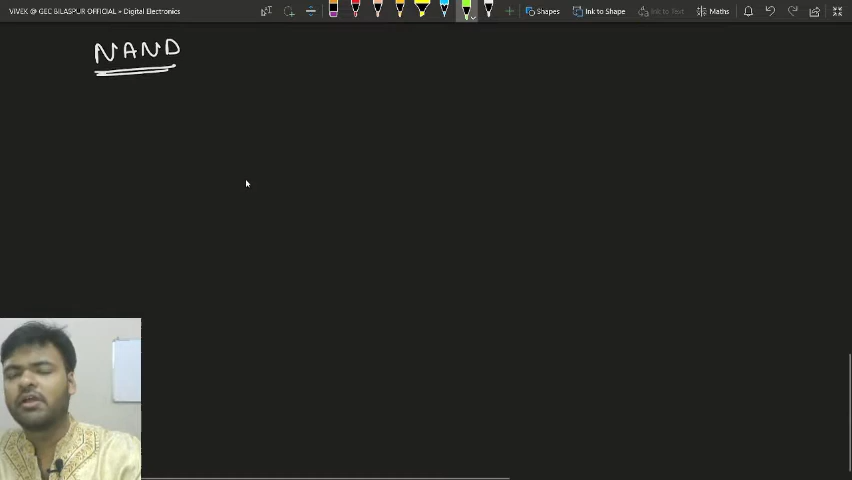 VIVEK @ GEC BILASPUR OFFICIAL • Digital Electronics
Shapes
Ink to Shape
Ink to Text
Maths
NAND